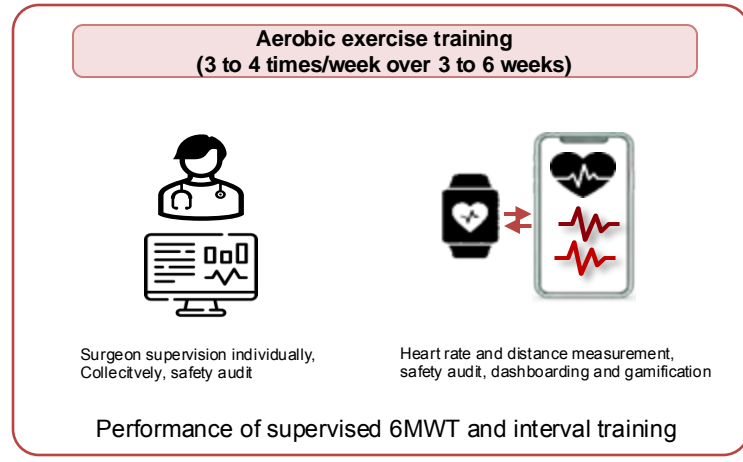 Aerobic exercise training
(3 to 4 times/week over 3 to 6 weeks)
Surgeon supervision individually,
Collecitvely, safety audit
Heart rate and distance measurement,
safety audit, dashboarding and gamification
Performance of supervised 6MWT and interval training